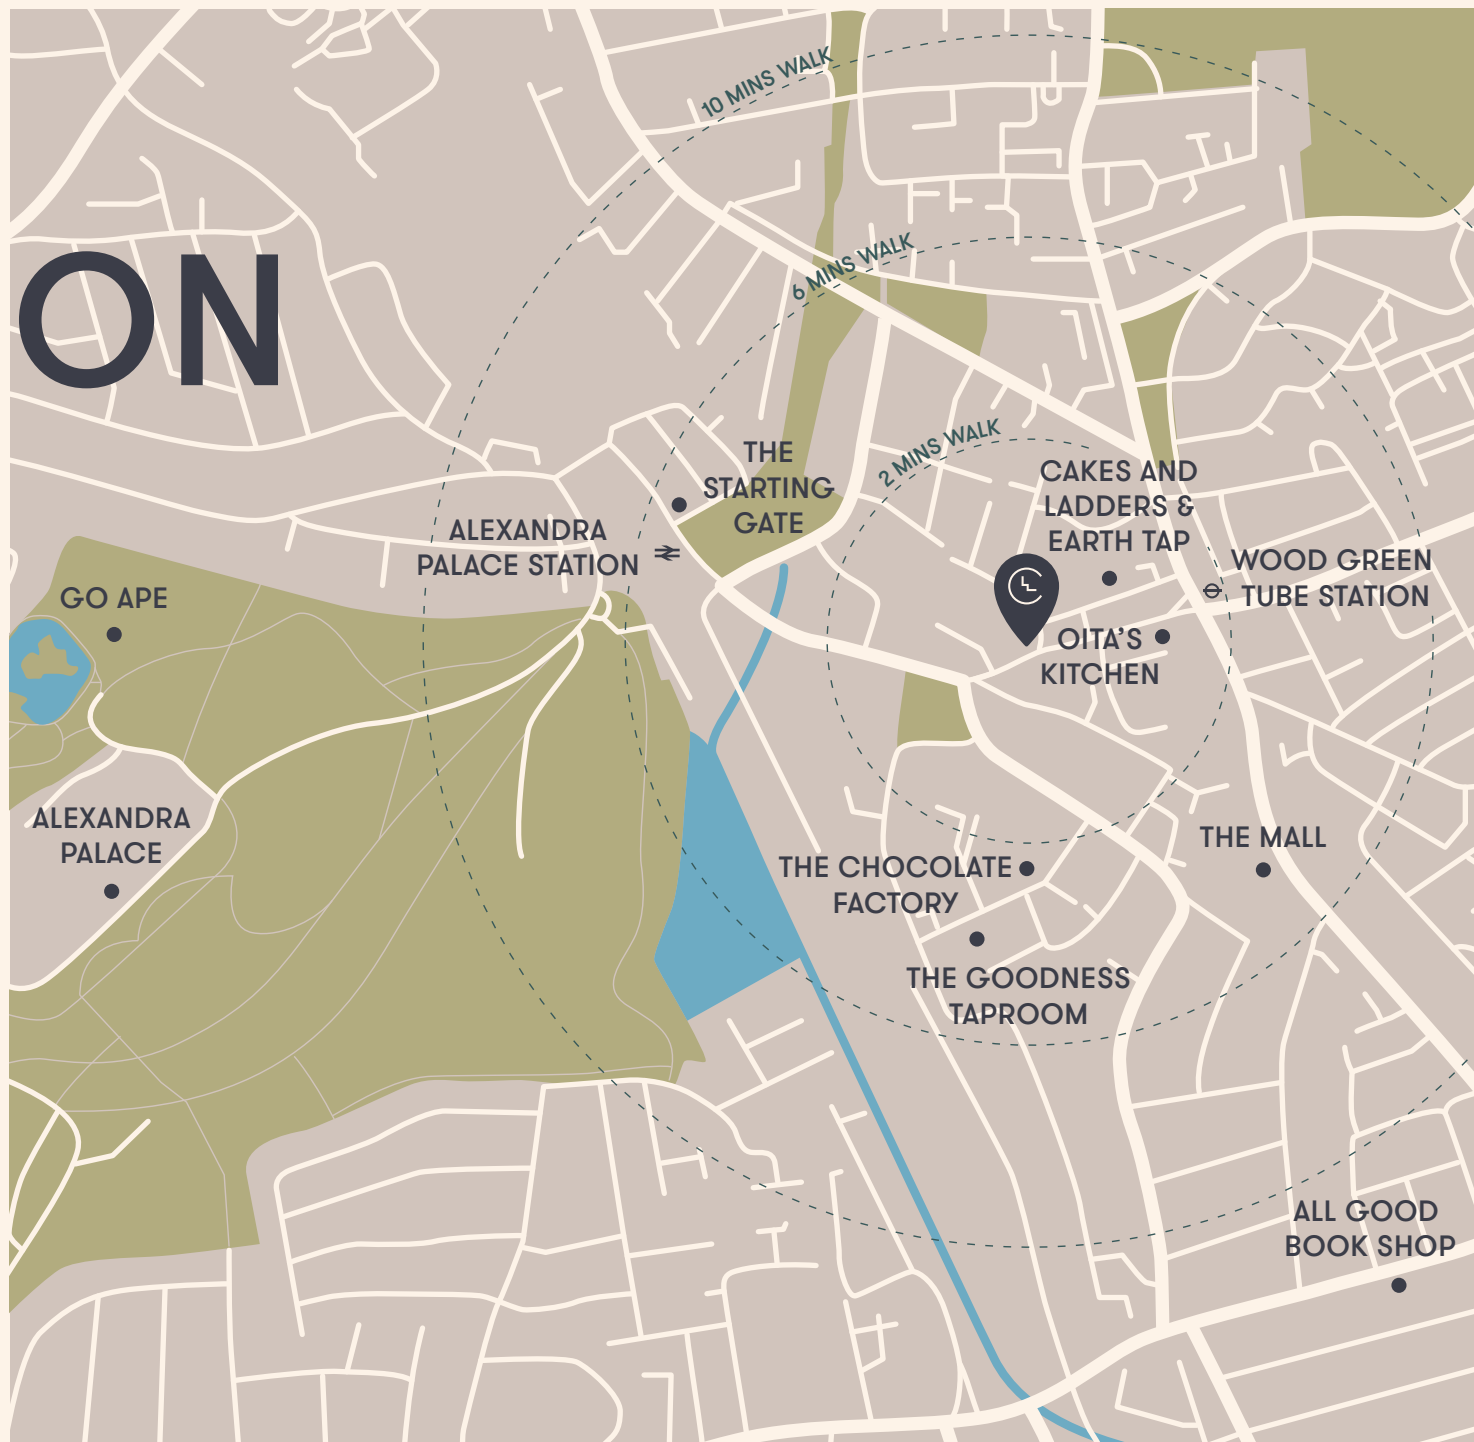 10 MINS WALK
6 MINS WALK
ON
2 MINS WALK
THE
STARTING
GATE
CAKES AND
LADDERS &
EARTH TAP
ALEXANDRA
PALACE STATION
WOOD GREEN
TUBE STATION
GO APE
OITA'S
KITCHEN
ALEXANDRA
PALACE
THE MALL
THE CHOCOLATE
FACTORY
THE GOODNESS
TAPROOM
ALL GOOD
BOOK SHOP